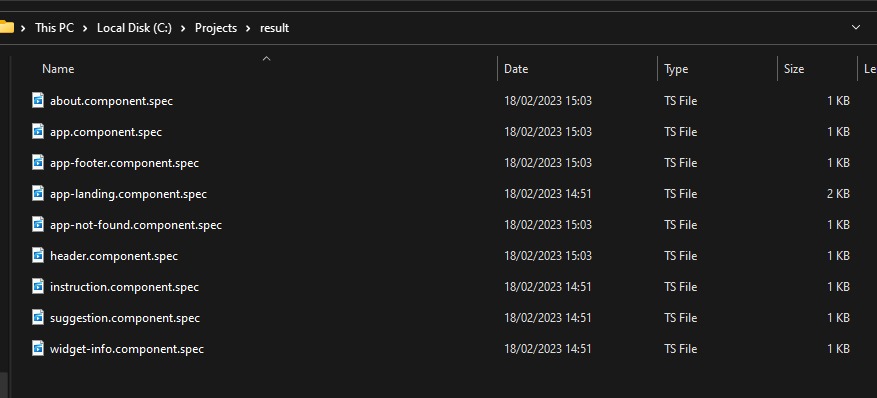 This PC > Local Disk (C:) > Projects > result
Name Date Type Size Le
about.component.spec 18/02/2023 15:03 TS File 1 KB
app.component.spec 18/02/2023 15:03 TS File 1 KB
app-footer.component.spec 18/02/2023 15:03 TS File 1 KB
app-landing.component.spec 18/02/2023 14:51 TS File 2 KB
app-not-found.component.spec 18/02/2023 15:03 TS File 1 KB
header.component.spec 18/02/2023 15:03 TS File 1 KB
instruction.component.spec 18/02/2023 14:51 TS File 1 KB
suggestion.component.spec 18/02/2023 14:51 TS File 1 KB
widget-info.component.spec 18/02/2023 14:51 TS File 1 KB